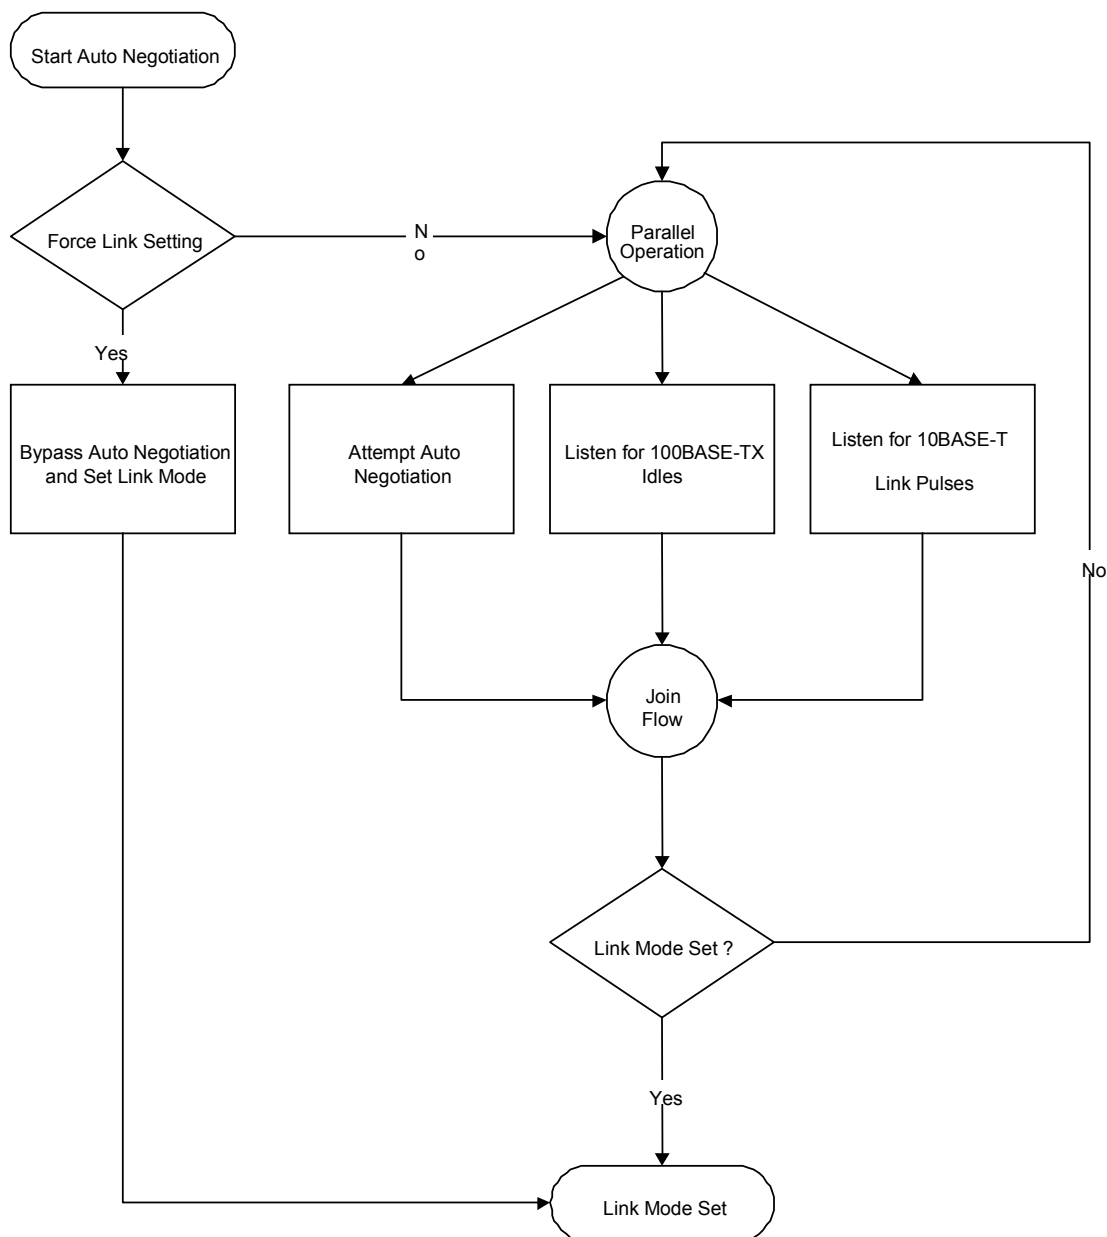 Start Auto Negotiation
Force Link Setting
N
o
Parallel
Operation
Yes
Bypass Auto Negotiation
and Set Link Mode
Attempt Auto
Negotiation
Listen for 100BASE-TX
Idles
Listen for 10BASE-T
Link Pulses
No
Join
Flow
Link Mode Set ?
Yes
Link Mode Set